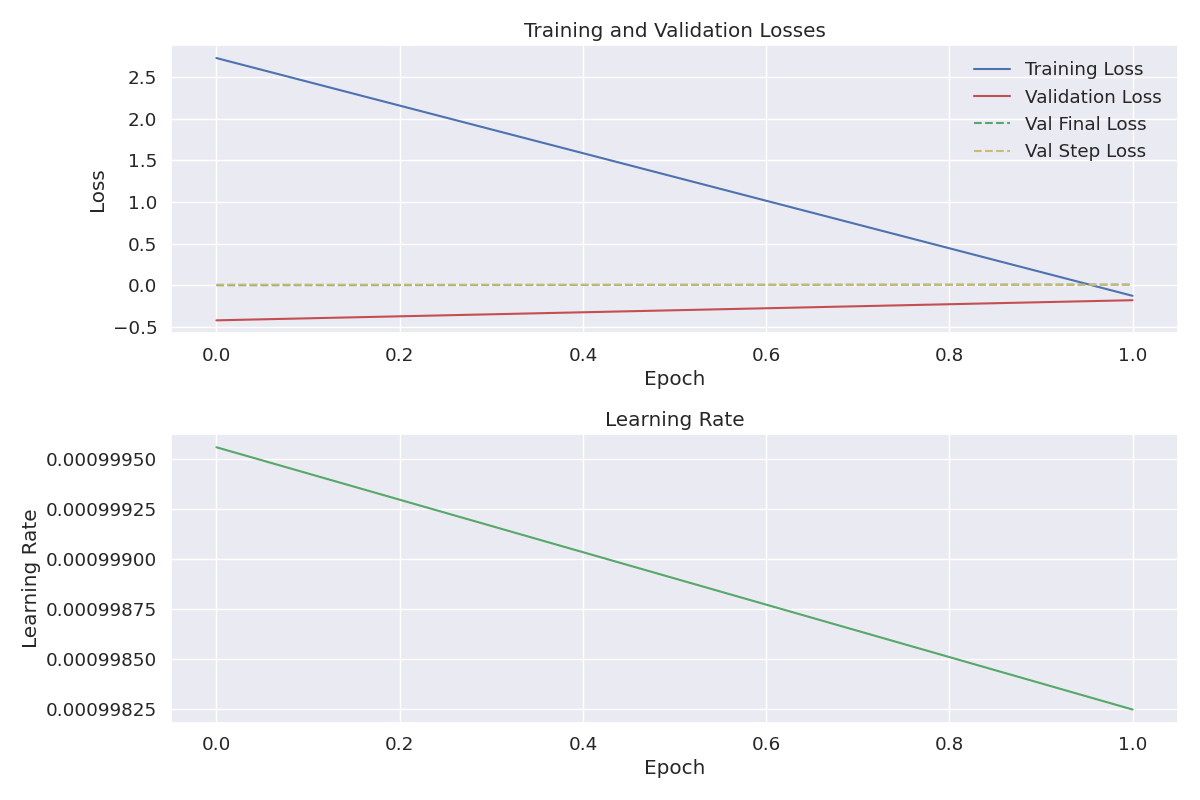 Training and Validation Losses
Training Loss
Validation Loss
Val Final Loss
Val Step Loss
Loss
2.5
2.0
1.5
1.0
0.5
0.0
−0.5
0.0 0.2 0.4 0.6 0.8 1.0
Epoch
Learning Rate
Learning Rate
0.00099950
0.00099925
0.00099900
0.00099875
0.00099850
0.00099825
0.0 0.2 0.4 0.6 0.8 1.0
Epoch